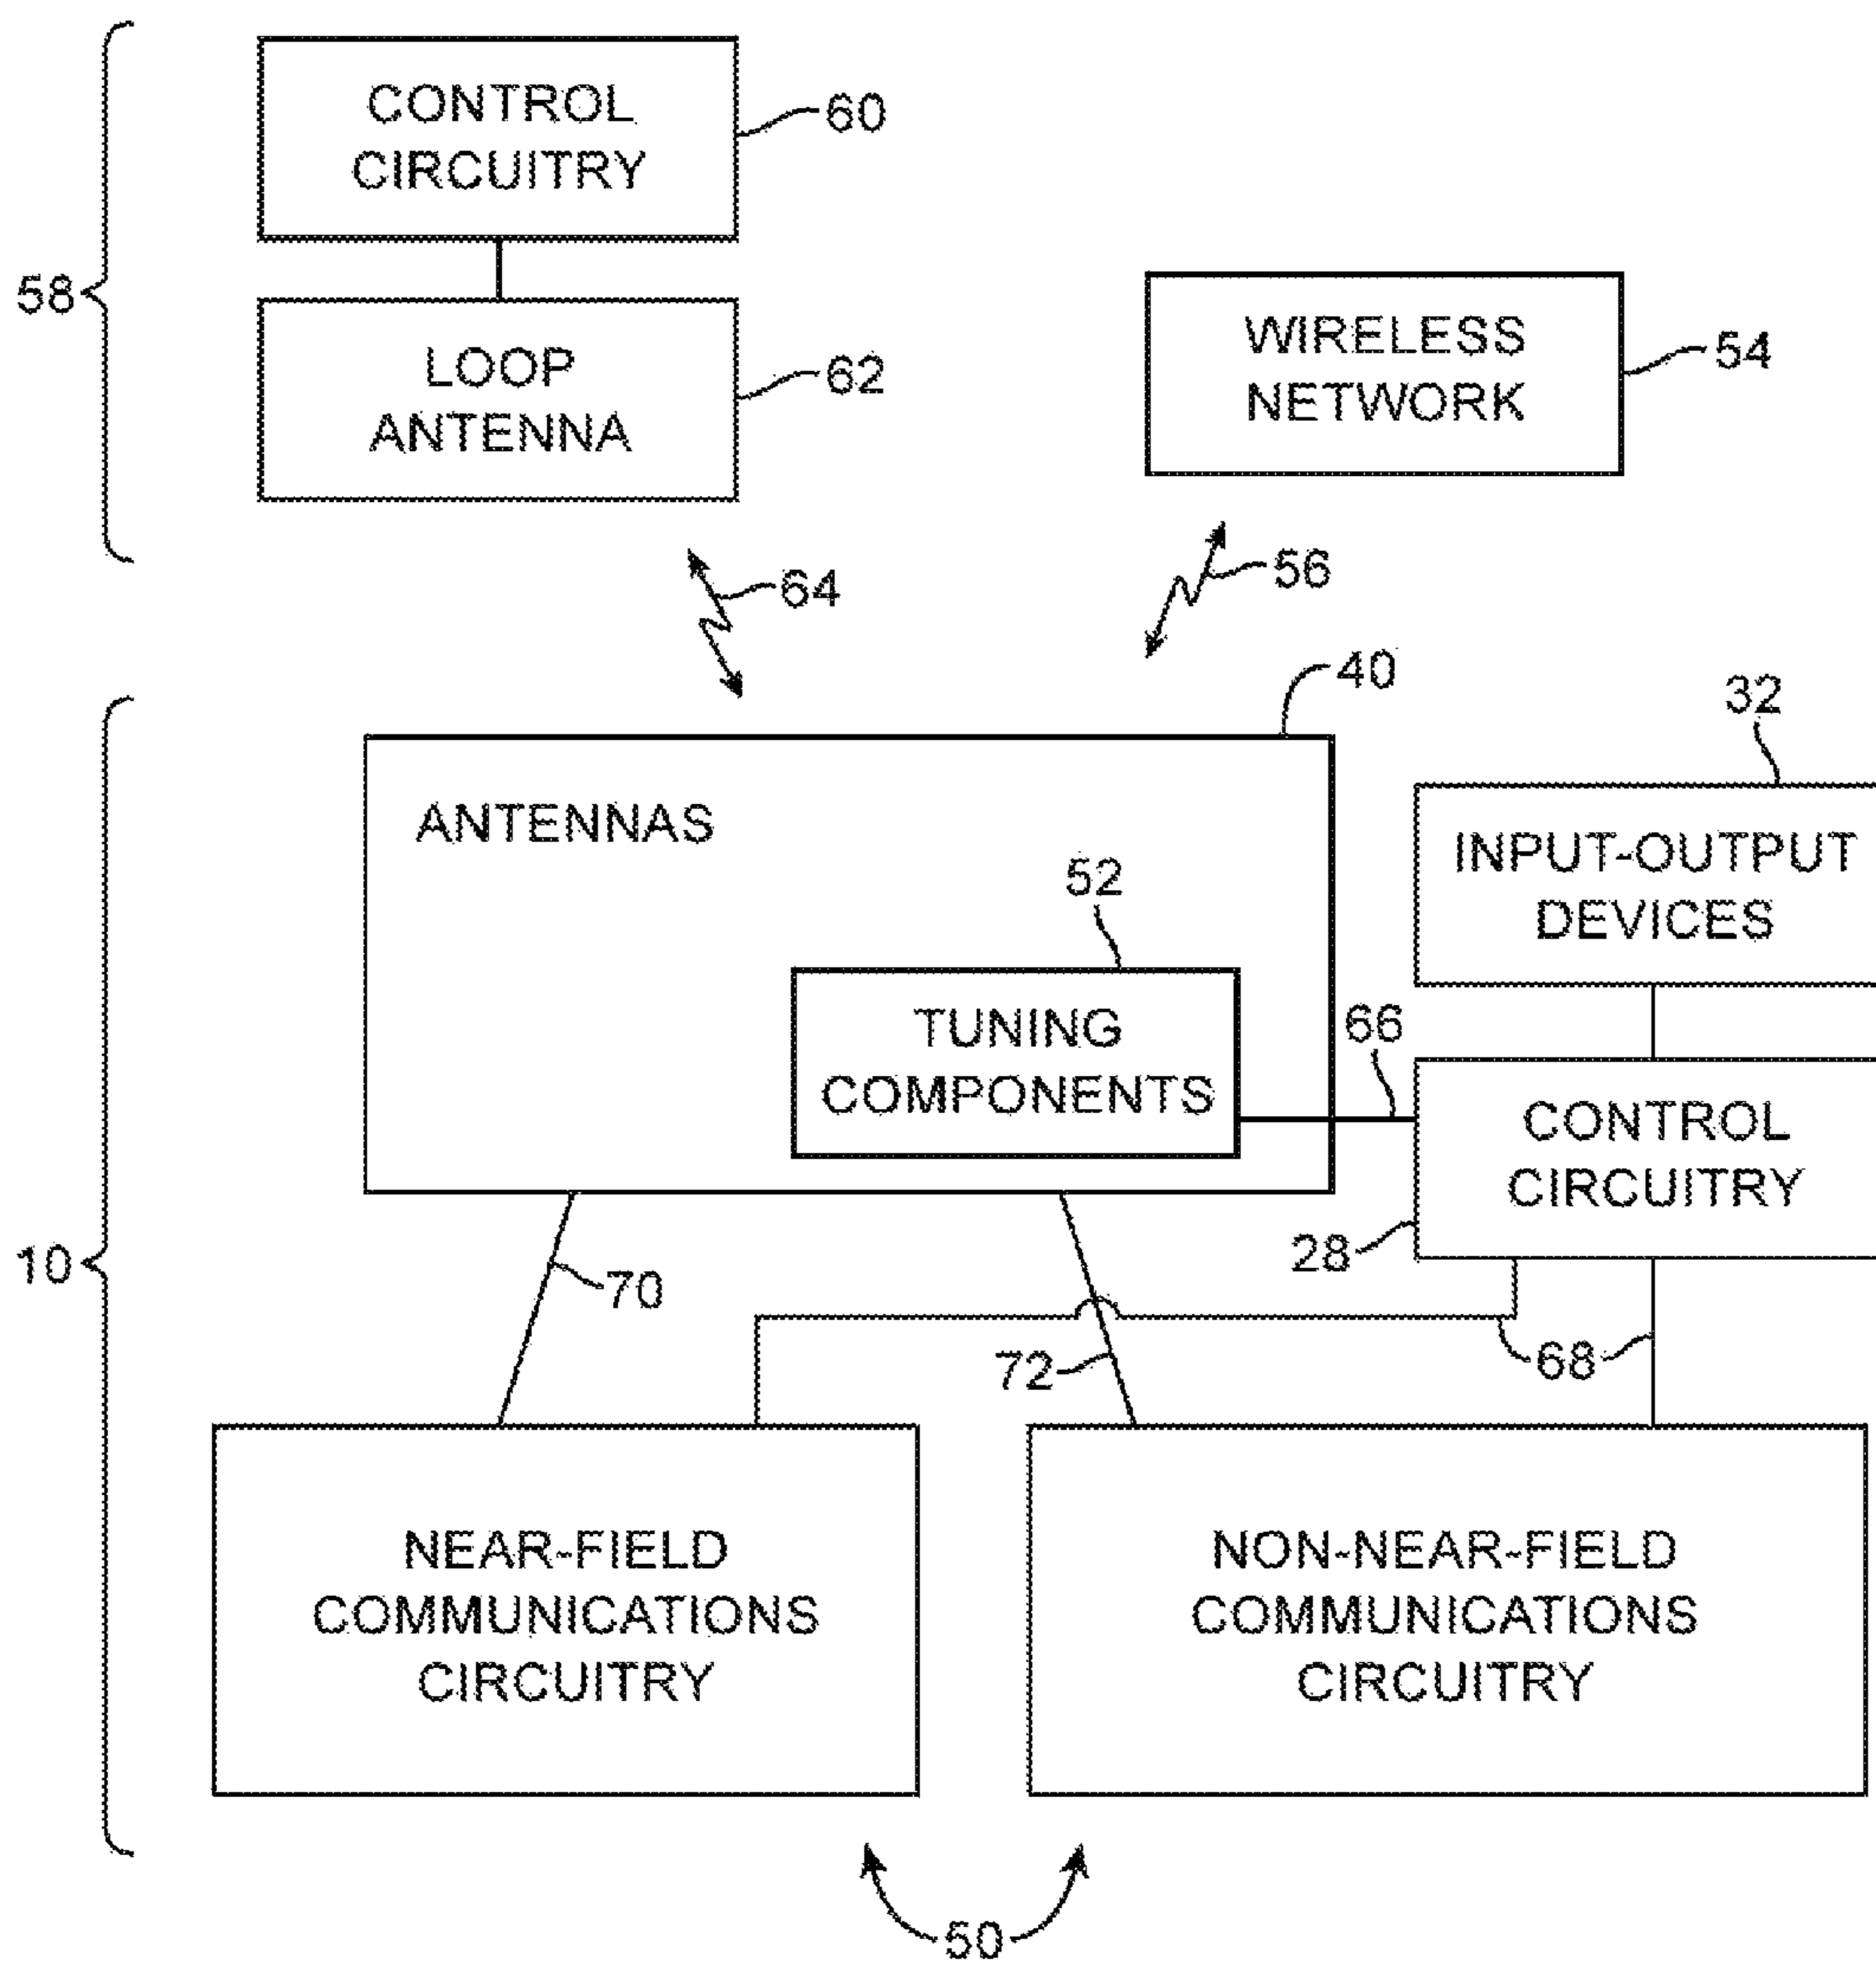 CONTROL
CIRCUITRY
60
58
LOOP
ANTENNA
62
WIRELESS
NETWORK
54
64
56
40
32
ANTENNAS
INPUT-OUTPUT
DEVICES
52
TUNING
COMPONENTS
66
CONTROL
CIRCUITRY
28
10
70
72
68
NEAR-FIELD
COMMUNICATIONS
CIRCUITRY
NON-NEAR-FIELD
COMMUNICATIONS
CIRCUITRY
50